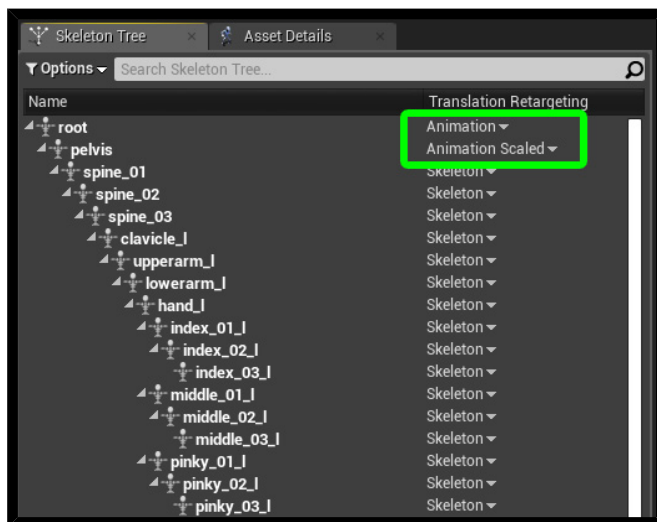 Skeleton Tree × Asset Details ×
Options Search Skeleton Tree...
Name Translation Retargeting
root Animation
pelvis Animation Scaled
spine_01 Skeleton
spine_02 Skeleton
spine_03 Skeleton
clavicle_l Skeleton
upperarm_l Skeleton
lowerarm_l Skeleton
hand_l Skeleton
index_01_l Skeleton
index_02_l Skeleton
index_03_l Skeleton
middle_01_l Skeleton
middle_02_l Skeleton
middle_03_l Skeleton
pinky_01_l Skeleton
pinky_02_l Skeleton
pinky_03_l Skeleton